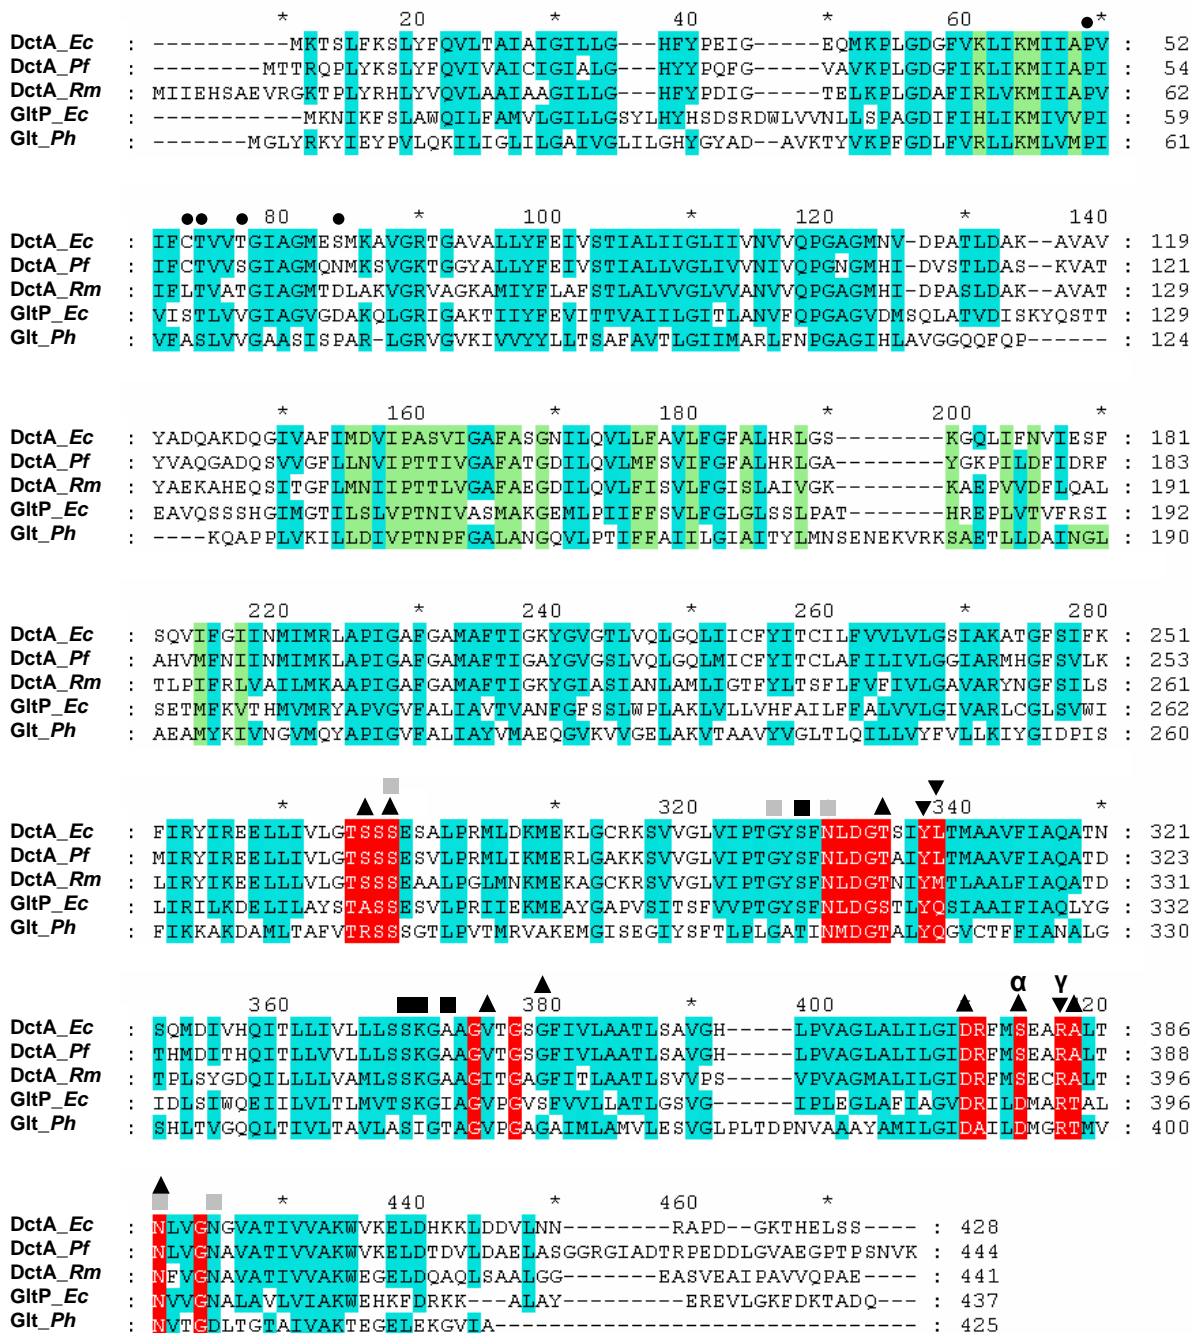 * 20 * 40 * 60 *
DctA_Ec : ----------MKTSLFKSLYFQVLTAIAIGILLG---HFYPEIG-----EQMKPLGDGFVKLIKMIIAPV : 52
DctA_Pf : --------MTTRQPLYKSLYFQVIVAICIGIALG---HYYPQFG-----VAVKPLGDGFIKLIKMIIAPI : 54
DctA_Rm : MIIEHSAEVRGKTPLYRHLYVQVLAAIAAGILLG---HFYPDIG-----TELKPLGDAFIRLVKMIIAPV : 62
GltP_Ec : -----------MKNIKFSLAWQILFAMVLGILLGSYLHYHSDSRDWLVVNLLSPAGDIFIHLIKMIVVPI : 59
Glt_Ph : -------MGLYRKYIEYPVLQKILIGLILGAIVGLILGHYGYAD--AVKTYVKPFGDLFVRLLKMLVMPI : 61
80 * 100 * 120 * 140
DctA_Ec : IFCTVVTGIAGMESMKAVGRTGAVALLYFEIVSTIALIIGLIIVNVVQPGAGMNV-DPATLDAK--AVAV : 119
DctA_Pf : IFCTVVSGIAGMQNMKSVGKTGGYALLYFEIVSTIALLVGLIVVNIVQPGNGMHI-DVSTLDAS--KVAT : 121
DctA_Rm : IFLTVATGIAGMTDLAKVGRVAGKAMIYFLAFSTLALVVGLVVANVVQPGAGMHI-DPASLDAK--AVAT : 129
GltP_Ec : VISTLVVGIAGVGDAKQLGRIGAKTIIYFEVITTVAIILGITLANVFQPGAGVDMSQLATVDISKYQSTT : 129
Glt_Ph : VFASLVVGAASISPAR-LGRVGVKIVVYYLLTSAFAVTLGIIMARLFNPGAGIHLAVGGQQFQP------ : 124
* 160 * 180 * 200 *
DctA_Ec : YADQAKDQGIVAFIMDVIPASVIGAFASGNILQVLLFAVLFGFALHRLGS--------KGQLIFNVIESF : 181
DctA_Pf : YVAQGADQSVVGFLLNVIPTTIVGAFATGDILQVLMFSVIFGFALHRLGA--------YGKPILDFIDRF : 183
DctA_Rm : YAEKAHEQSITGFLMNIIPTTLVGAFAEGDILQVLFISVLFGISLAIVGK--------KAEPVVDFLQAL : 191
GltP_Ec : EAVQSSSHGIMGTILSLVPTNIVASMAKGEMLPIIFFSVLFGLGLSSLPAT-------HREPLVTVFRSI : 192
Glt_Ph : ----KQAPPLVKILLDIVPTNPFGALANGQVLPTIFFAIILGIAITYLMNSENEKVRKSAETLLDAINGL : 190
220 * 240 * 260 * 280
DctA_Ec : SQVIFGIINMIMRLAPIGAFGAMAFTIGKYGVGTLVQLGQLIICFYITCILFVVLVLGSIAKATGFSIFK : 251
DctA_Pf : AHVMFNIINMIMKLAPIGAFGAMAFTIGAYGVGSLVQLGQLMICFYITCLAFILIVLGGIARMHGFSVLK : 253
DctA_Rm : TLPIFRLVAILMKAAPIGAFGAMAFTIGKYGIASIANLAMLIGTFYLTSFLFVFIVLGAVARYNGFSILS : 261
GltP_Ec : SETMFKVTHMVMRYAPVGVFALIAVTVANFGFSSLWPLAKLVLLVHFAILFFALVVLGIVARLCGLSVWI : 262
Glt_Ph : AEAMYKIVNGVMQYAPIGVFALIAYVMAEQGVKVVGELAKVTAAVYVGLTLQILLVYFVLLKIYGIDPIS : 260
* * 320 * 340 *
DctA_Ec : FIRYIREELLIVLGTSSSESALPRMLDKMEKLGCRKSVVGLVIPTGYSFNLDGTSIYLTMAAVFIAQATN : 321
DctA_Pf : MIRYIREELLIVLGTSSSESVLPRMLIKMERLGAKKSVVGLVIPTGYSFNLDGTAIYLTMAAVFIAQATD : 323
DctA_Rm : LIRYIKEELLLVLGTSSSEAALPGLMNKMEKAGCKRSVVGLVIPTGYSFNLDGTNIYMTLAALFIAQATD : 331
GltP_Ec : LIRILKDELILAYSTASSESVLPRIIEKMEAYGAPVSITSFVVPTGYSFNLDGSTLYQSIAAIFIAQLYG : 332
Glt_Ph : FIKKAKDAMLTAFVTRSSSGTLPVTMRVAKEMGISEGIYSFTLPLGATINMDGTALYQGVCTFFIANALG : 330
360 * 380 * 400 * 420
α γ
DctA_Ec : SQMDIVHQITLLIVLLLSSKGAAGVTGSGFIVLAATLSAVGH-----LPVAGLALILGIDRFMSEARALT : 386
DctA_Pf : THMDITHQITLLVVLLLSSKGAAGVTGSGFIVLAATLSAVGH-----LPVAGLALILGIDRFMSEARALT : 388
DctA_Rm : TPLSYGDQILLLLVAMLSSKGAAGITGAGFITLAATLSVVPS-----VPVAGMALILGIDRFMSECRALT : 396
GltP_Ec : IDLSIWQEIILVLTLMVTSKGIAGVPGVSFVVLLATLGSVG------IPLEGLAFIAGVDRILDMARTAL : 396
Glt_Ph : SHLTVGQQLTIVLTAVLASIGTAGVPGAGAIMLAMVLESVGLPLTDPNVAAAYAMILGIDAILDMGRTMV : 400
* 440 * 460 *
DctA_Ec : NLVGNGVATIVVAKWVKELDHKKLDDVLNN--------RAPD--GKTHELSS---- : 428
DctA_Pf : NLVGNAVATIVVAKWVKELDTDVLDAELASGGRGIADTRPEDDLGVAEGPTPSNVK : 444
DctA_Rm : NFVGNAVATIVVAKWEGELDQAQLSAALGG-------EASVEAIPAVVQPAE---- : 441
GltP_Ec : NVVGNALAVLVIAKWEHKFDRKK---ALAY---------EREVLGKFDKTADQ--- : 437
Glt_Ph : NVTGDLTGTAIVAKTEGELEKGVIA------------------------------- : 425